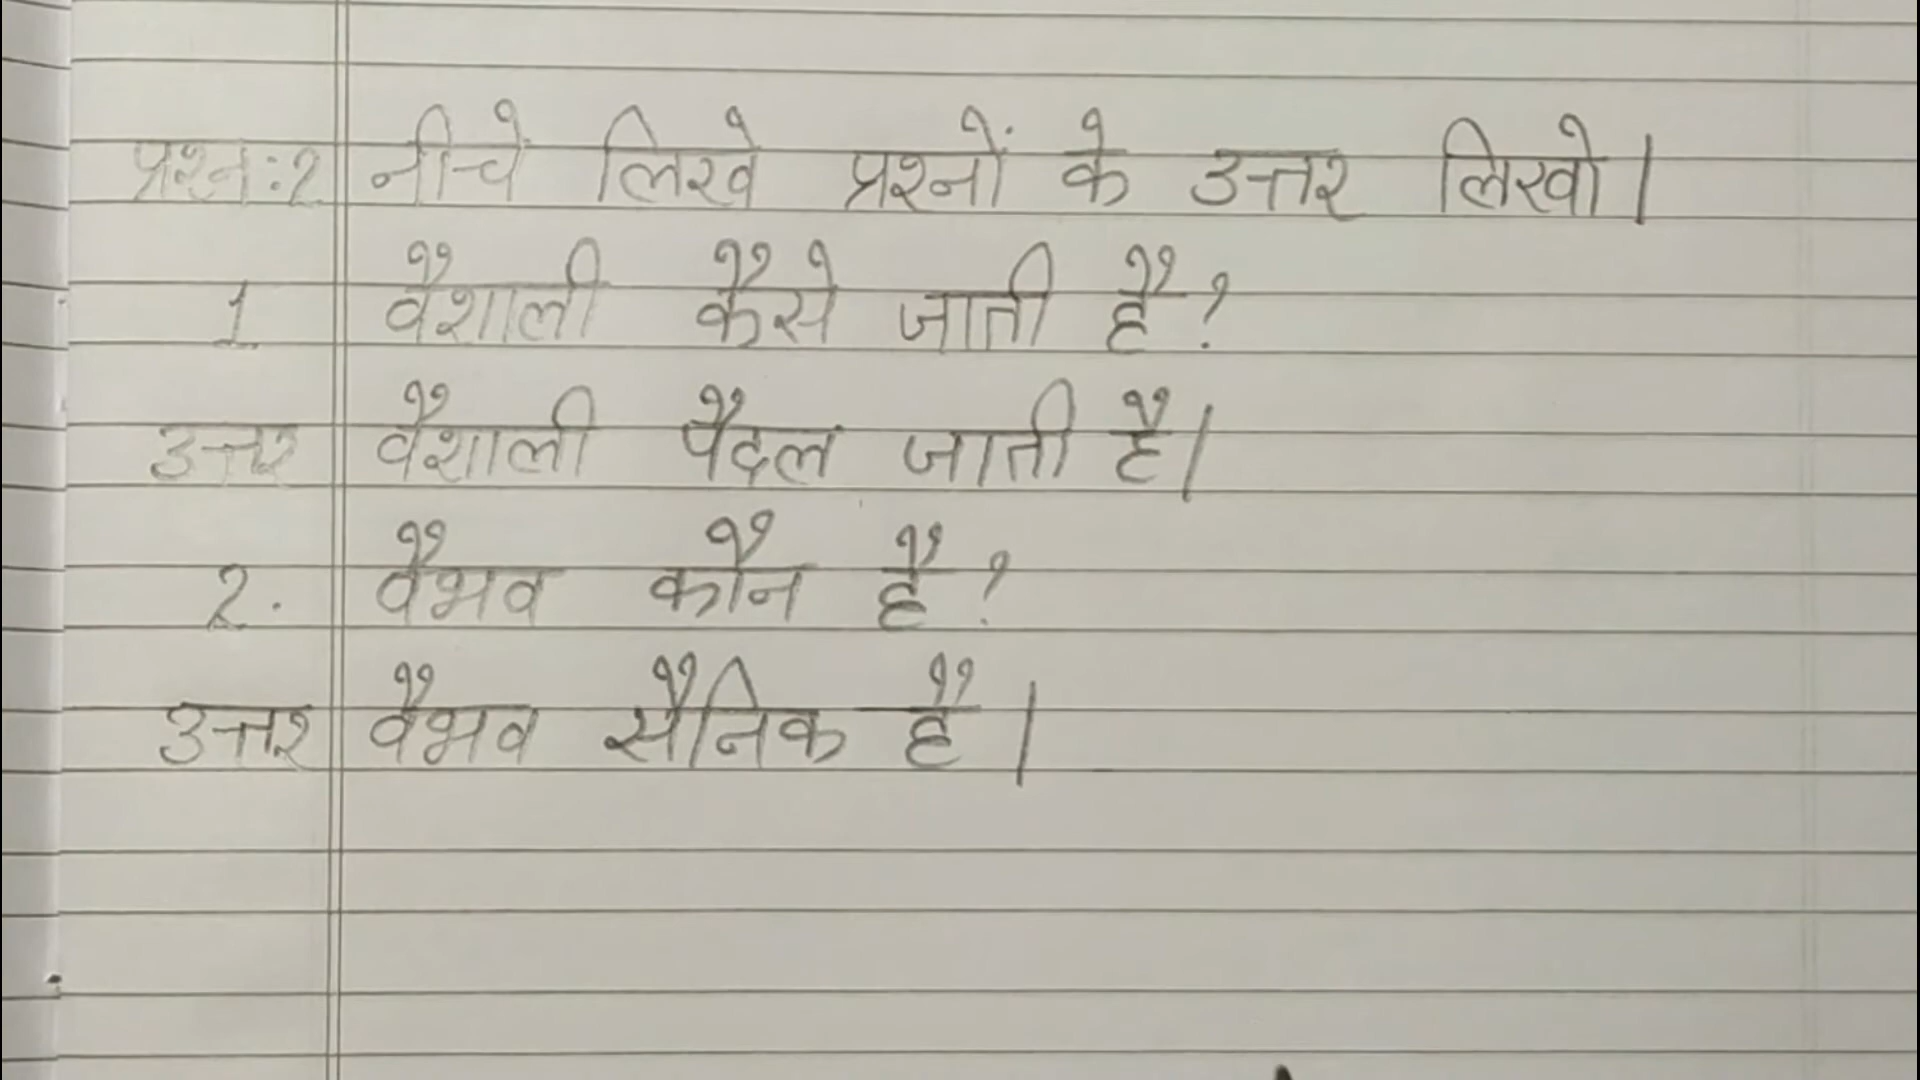 प्रश्न:2 नीचे लिखे प्रश्नों के उत्तर लिखो।
1 वैशाली कैसे जाती है?
उत्तर वैशाली पैदल जाती है।
2. वैभव कौन है?
उत्तर वैभव सैनिक है।